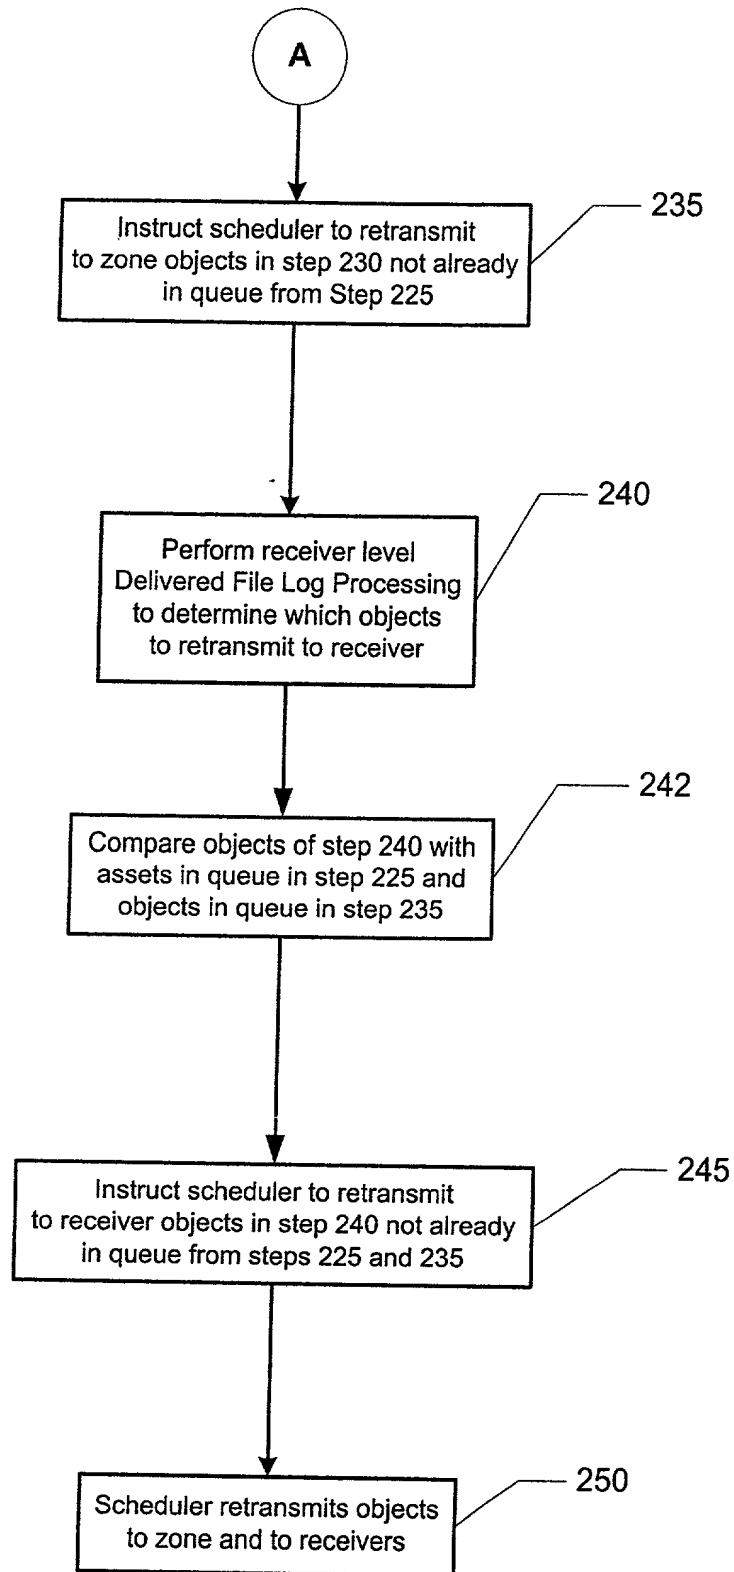 A
Instruct scheduler to retransmit
to zone objects in step 230 not already
in queue from Step 225
235
Perform receiver level
Delivered File Log Processing
to determine which objects
to retransmit to receiver
240
Compare objects of step 240 with
assets in queue in step 225 and
objects in queue in step 235
242
Instruct scheduler to retransmit
to receiver objects in step 240 not already
in queue from steps 225 and 235
245
Scheduler retransmits objects
to zone and to receivers
250